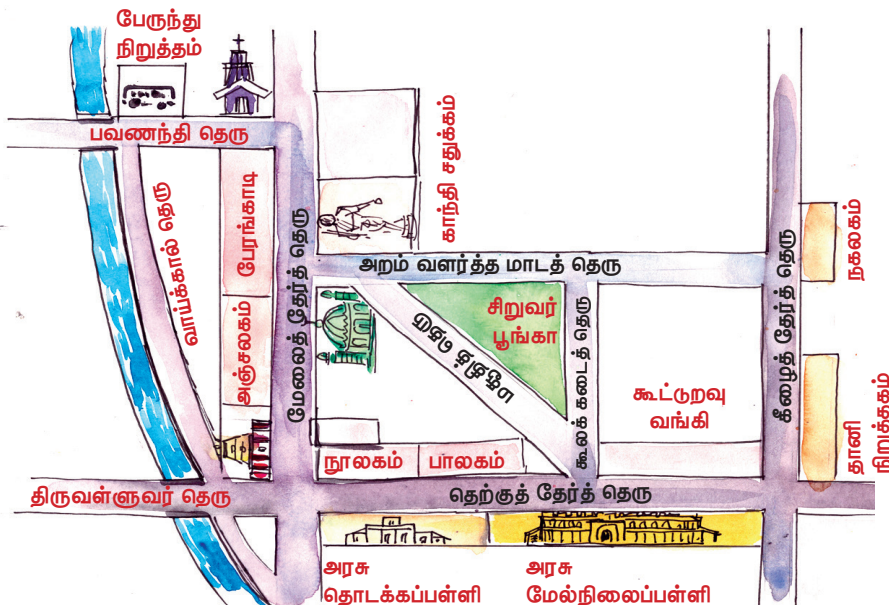 பேருந்து
நிறுத்தம்
பவணந்தி தெரு
வாய்க்கால் தெரு
பேரங்காடி
அஞ்சலகம்
மேலைத் தேர்த் தெரு
காந்தி சதுக்கம்
அறம் வளர்த்த மாடத் தெரு
சிறுவர்
பூங்கா
மசூதித் தெரு
கூலக் கடைத் தெரு
கூட்டுறவு
வங்கி
கீழைத் தேர்த் தெரு
நகலகம்
தானி
நிறுத்தகம்
நூலகம்
பாலகம்
திருவள்ளுவர் தெரு
தெற்குத் தேர்த் தெரு
அரசு
தொடக்கப்பள்ளி
அரசு
மேல்நிலைப்பள்ளி